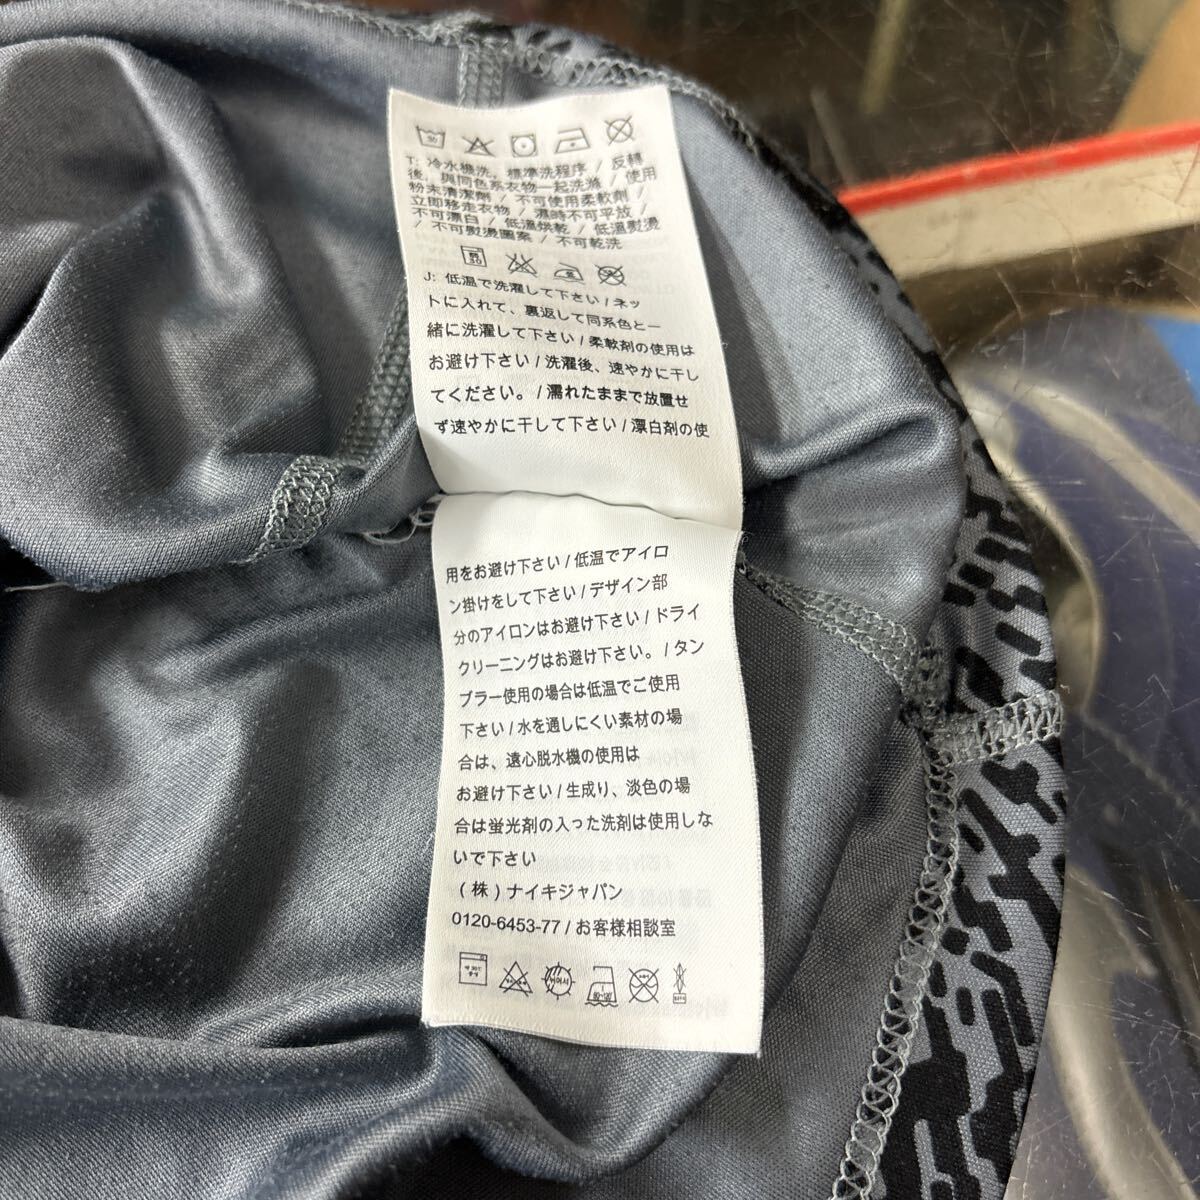 T: 冷水機洗，標準洗程序 / 反轉
後，與同色系衣物一起洗滌 / 使用
粉末清潔劑 / 不可使用柔軟劑 /
立即移走衣物 / 濕時不可平放 /
不可漂白 / 低溫烘乾 / 低溫熨燙
/ 不可熨燙圖案 / 不可乾洗
J: 低温で洗濯して下さい / ネッ
トに入れて、裏返して同系色と一
緒に洗濯して下さい / 柔軟剤の使用は
お避け下さい / 洗濯後、速やかに干し
てください。 / 濡れたままで放置せ
ず速やかに干して下さい / 漂白剤の使
用をお避け下さい / 低温でアイロ
ン掛けをして下さい / デザイン部
分のアイロンはお避け下さい / ドライ
クリーニングはお避け下さい。 / タン
ブラー使用の場合は低温でご使用
下さい / 水を通しにくい素材の場
合は、遠心脱水機の使用は
お避け下さい / 生成り、淡色の場
合は蛍光剤の入った洗剤は使用しな
いで下さい
(株) ナイキジャパン
0120-6453-77 / お客様相談室